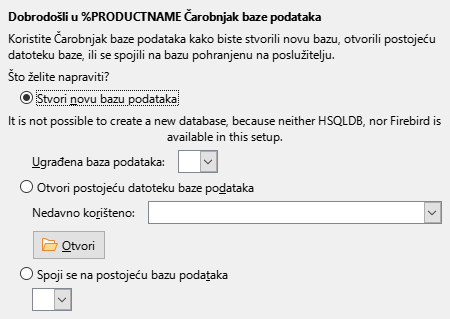 Dobrodošli u %PRODUCTNAME Čarobnjak baze podataka
Koristite Čarobnjak baze podataka kako biste stvorili novu bazu, otvorili postojeću
datoteku baze, ili se spojili na bazu pohranjenu na poslužitelju.
Što želite napraviti?
Stvori novu bazu podataka
It is not possible to create a new database, because neither HSQLDB, nor Firebird is
available in this setup.
Ugrađena baza podataka:
Otvori postojeću datoteku baze podataka
Nedavno korišteno:
Otvori
Spoji se na postojeću bazu podataka